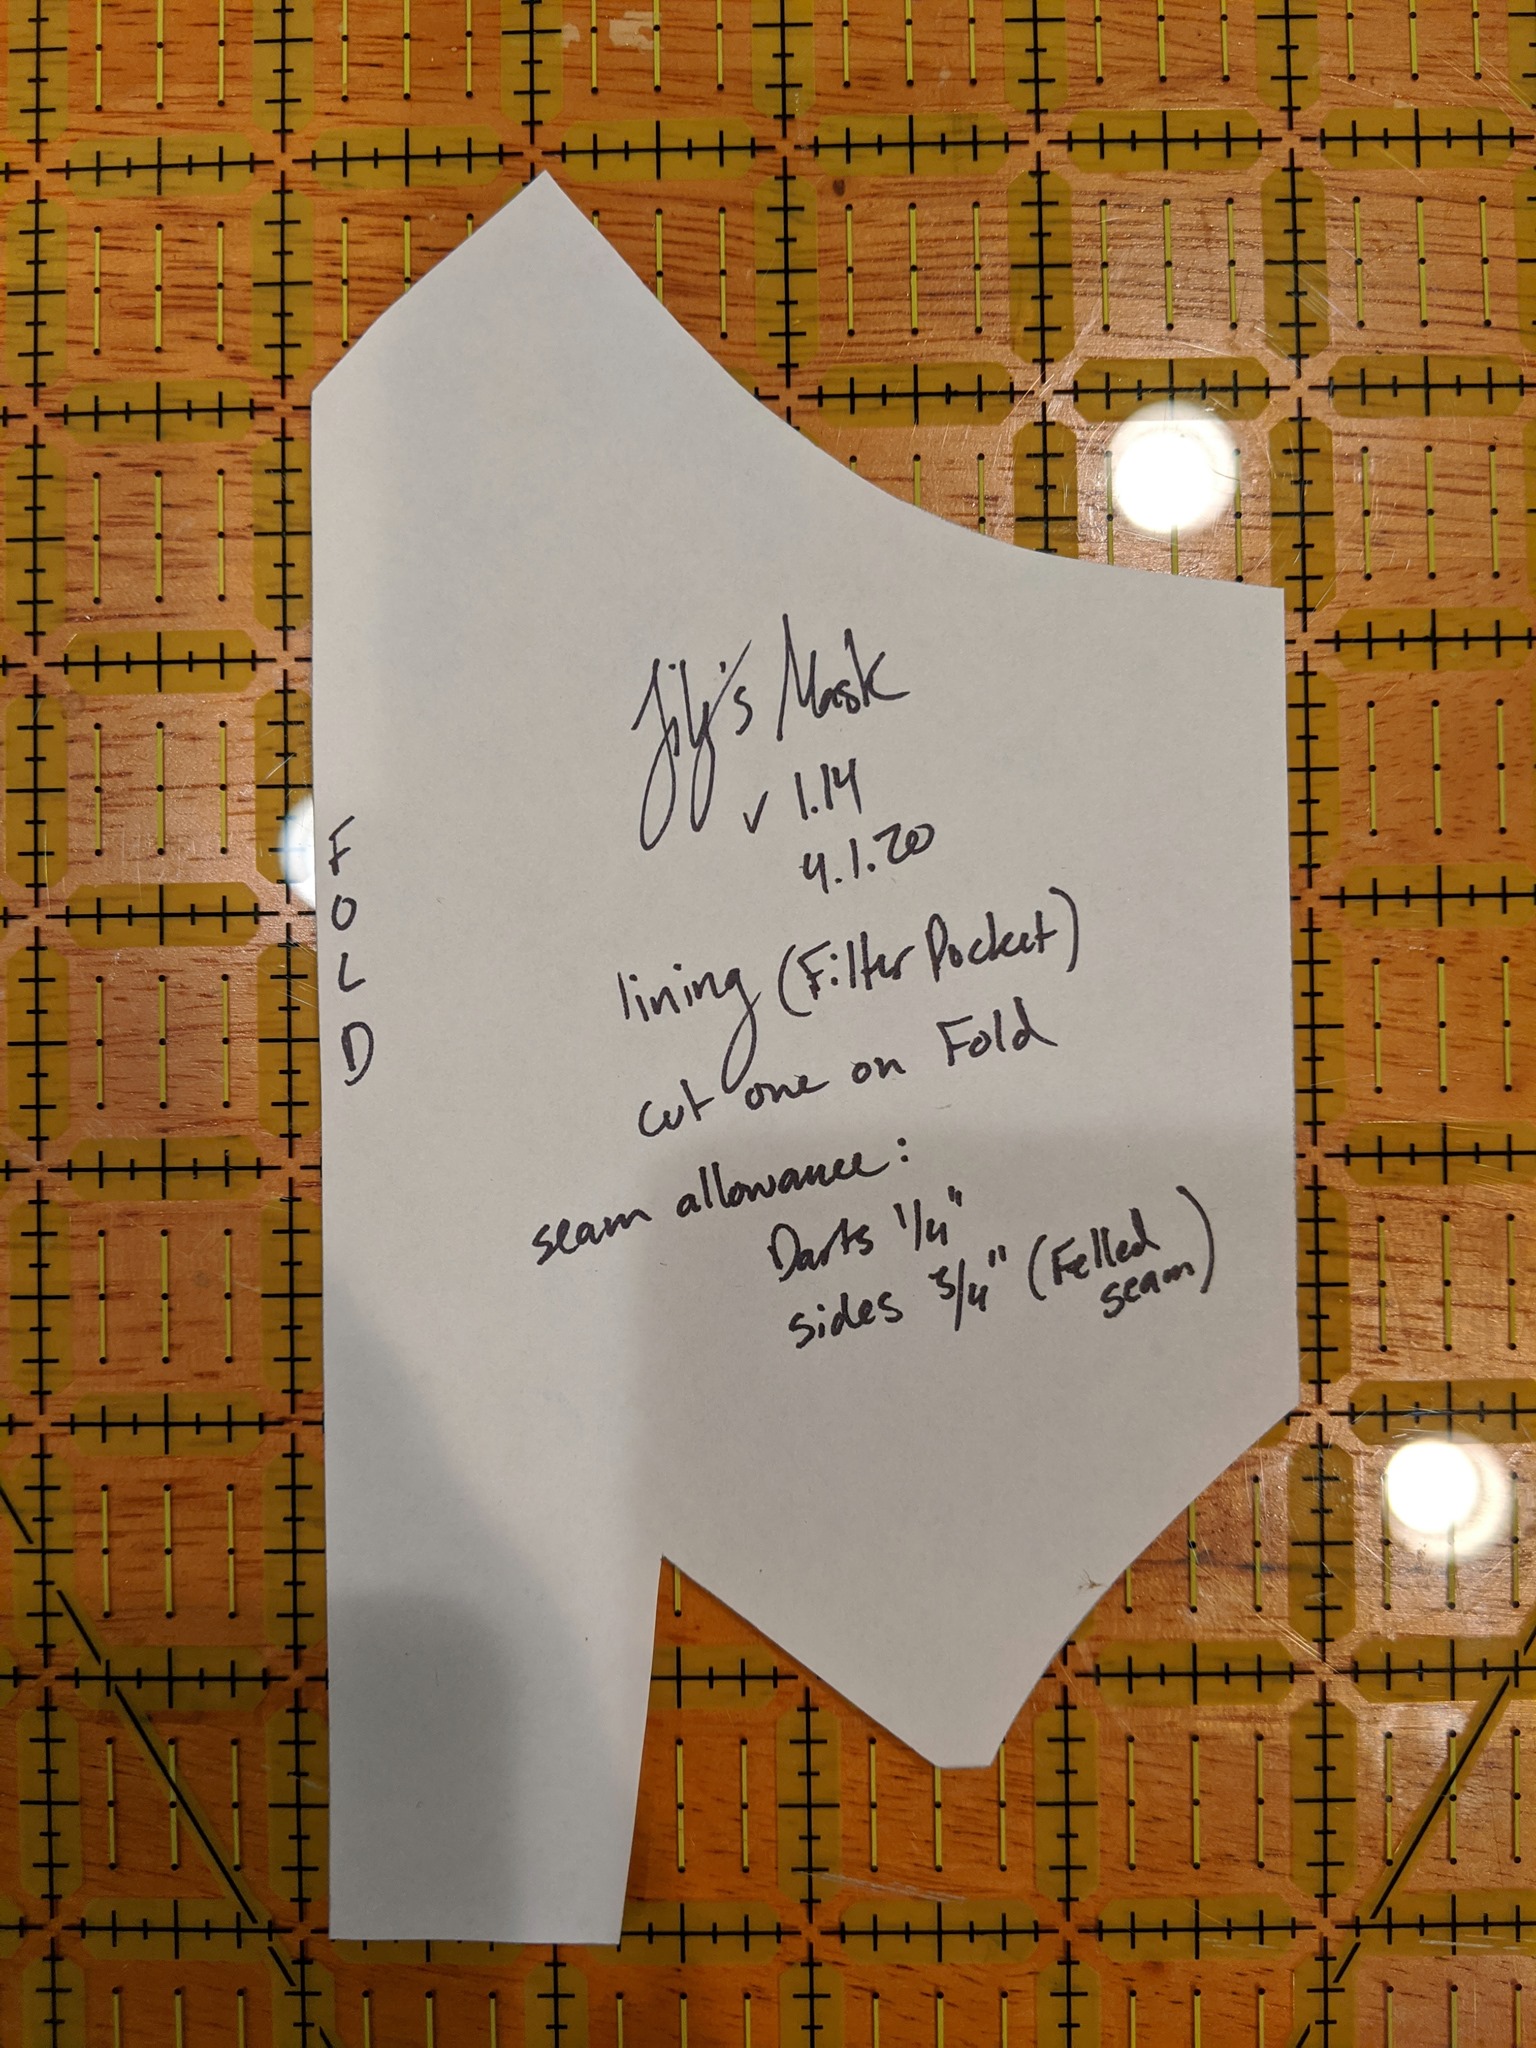 FOLD
Mask
v 1.14
4.1.20
lining (Filter Pocket)
cut one on Fold
seam allowance:
Darts 1/4"
sides 3/4" (Felled
seam)